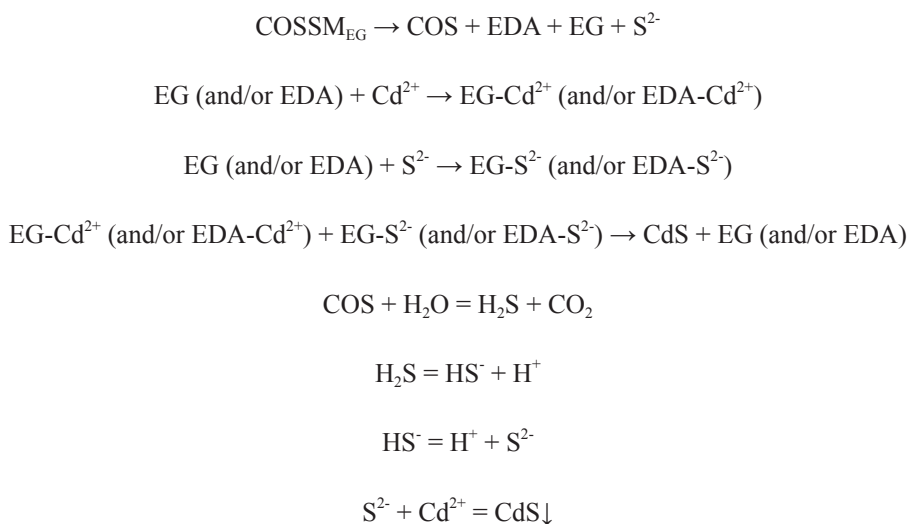 COSSM_EG → COS + EDA + EG + S²⁻
EG (and/or EDA) + Cd²⁺ → EG-Cd²⁺ (and/or EDA-Cd²⁺)
EG (and/or EDA) + S²⁻ → EG-S²⁻ (and/or EDA-S²⁻)
EG-Cd²⁺ (and/or EDA-Cd²⁺) + EG-S²⁻ (and/or EDA-S²⁻) → CdS + EG (and/or EDA)
COS + H₂O = H₂S + CO₂
H₂S = HS⁻ + H⁺
HS⁻ = H⁺ + S²⁻
S²⁻ + Cd²⁺ = CdS↓